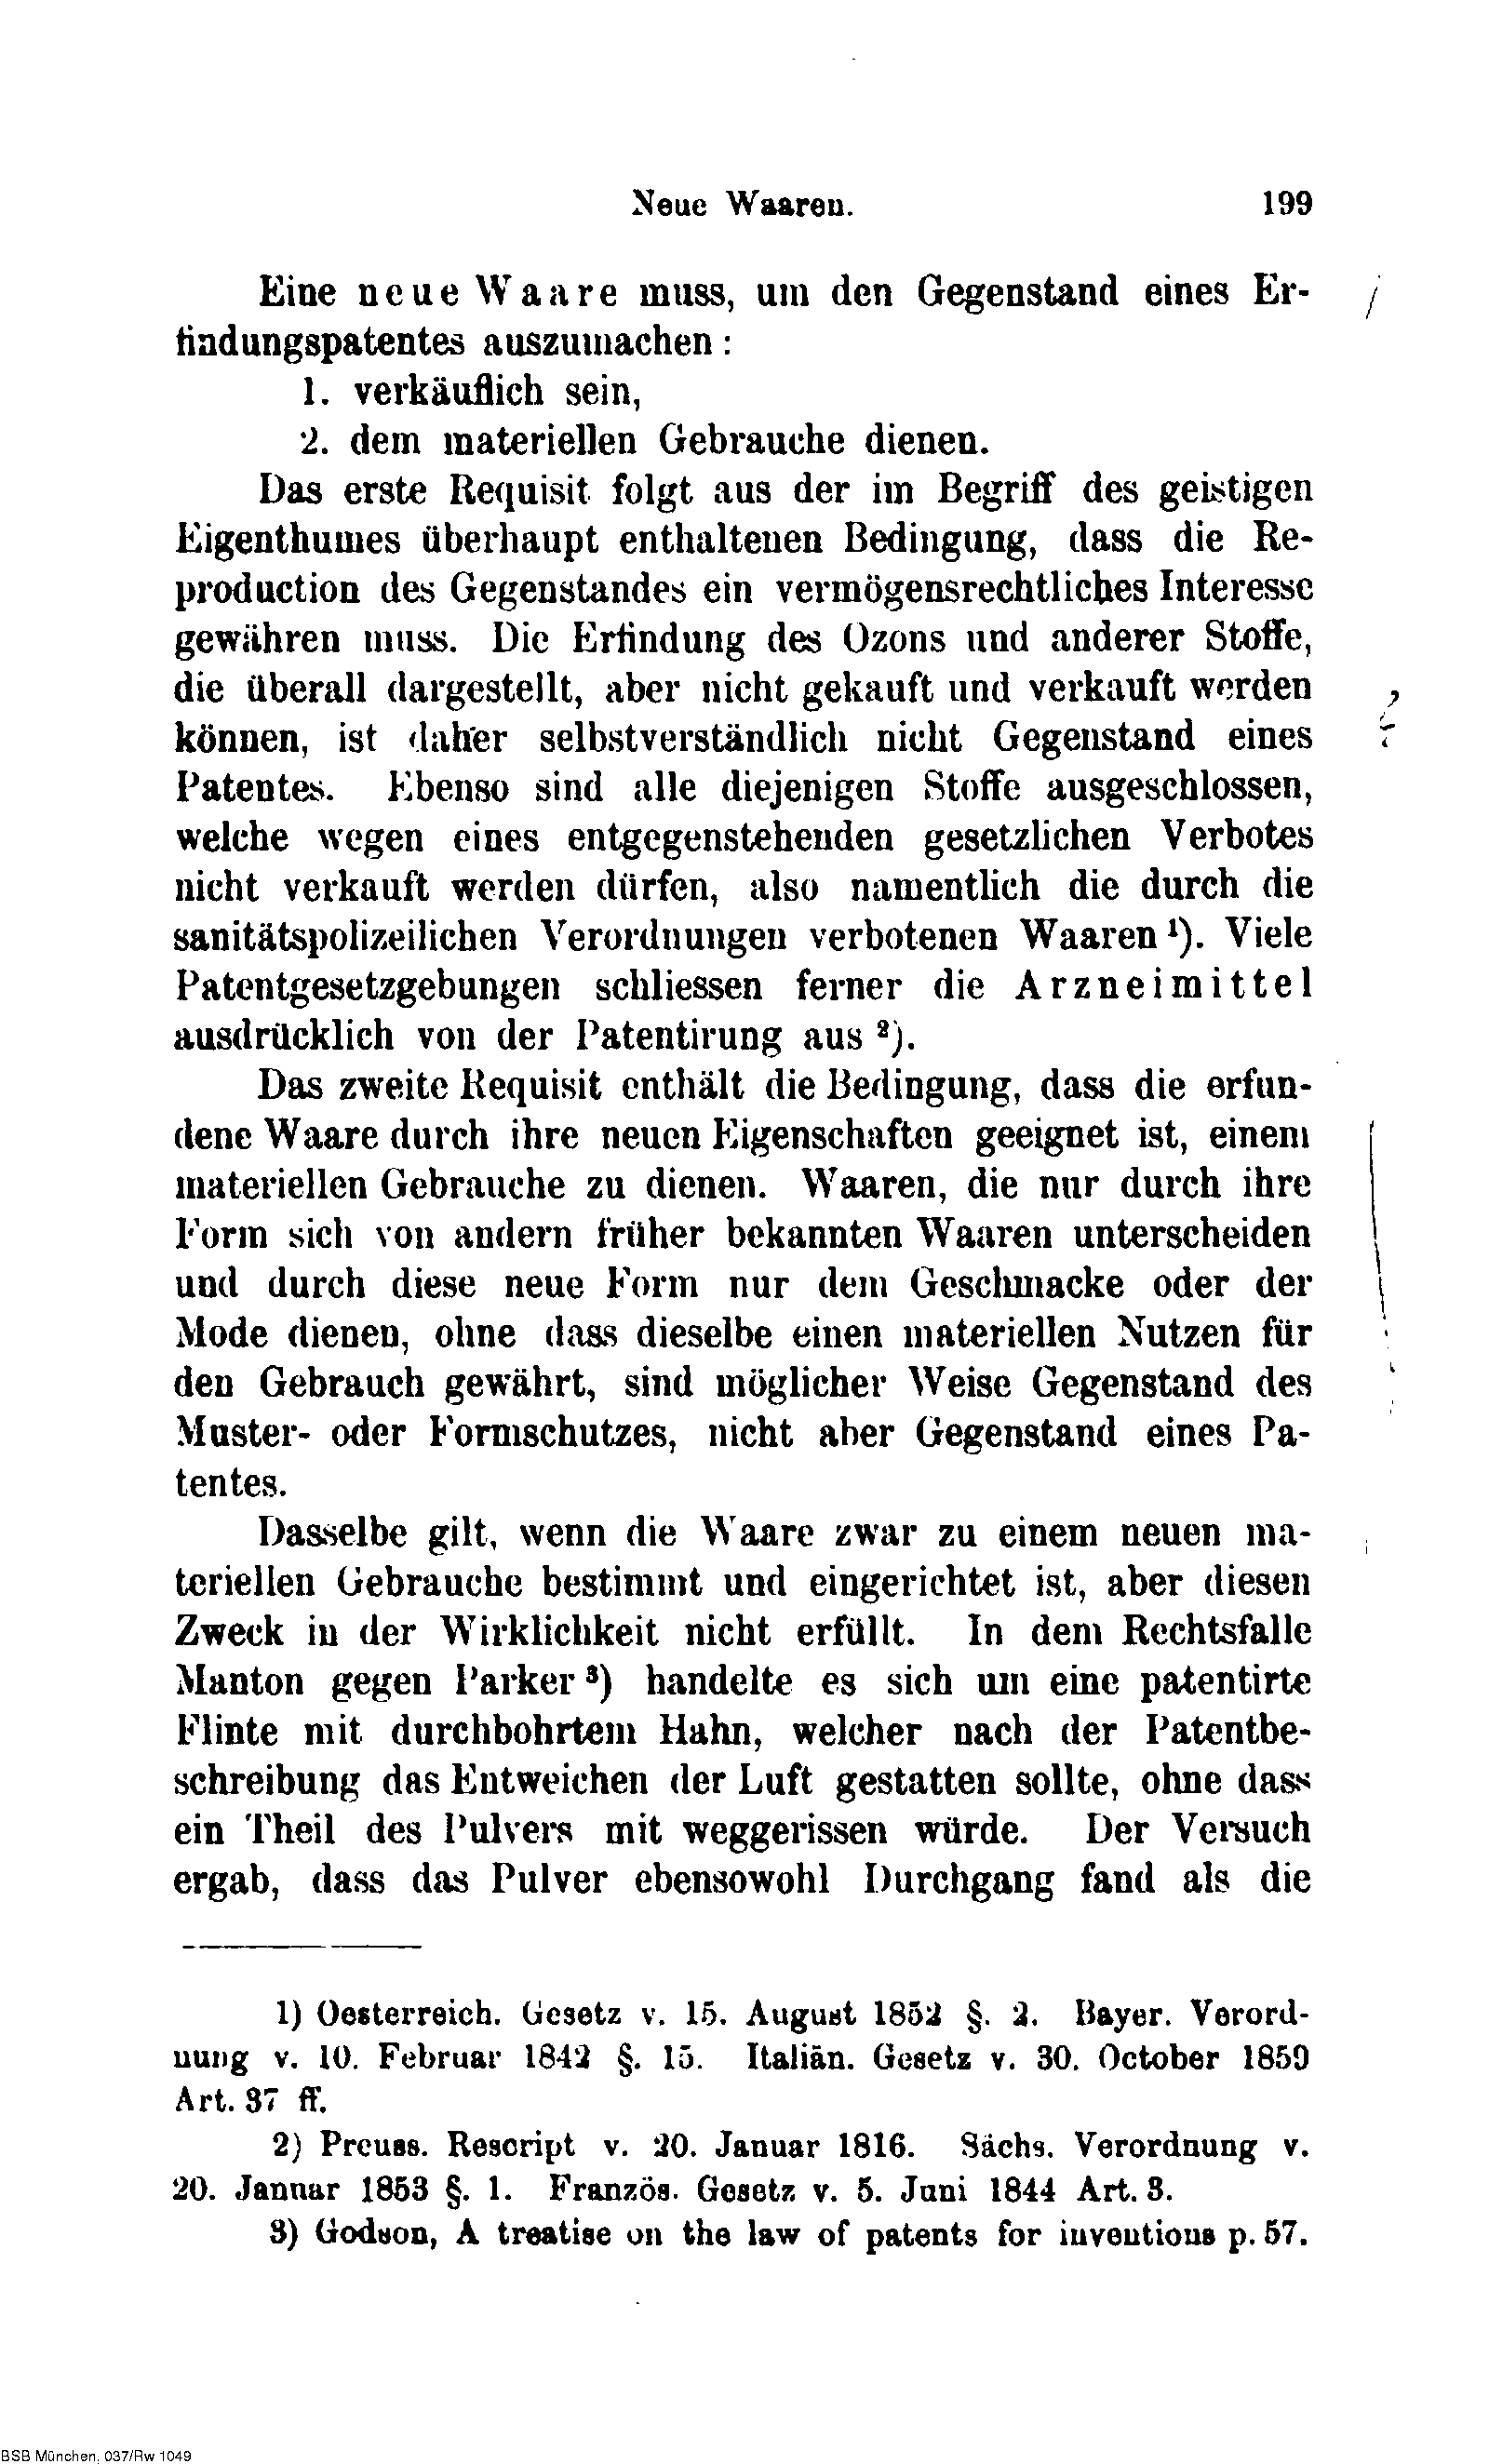 Neue Waaren. 199
Eine neue Waare muss, um den Gegenstand eines Er-
findungspatentes auszumachen:
1. verkäuflich sein,
2. dem materiellen Gebrauche dienen.
Das erste Requisit folgt aus der im Begriff des geistigen
Eigenthumes überhaupt enthaltenen Bedingung, dass die Re-
production des Gegenstandes ein vermögensrechtliches Interesse
gewähren muss. Die Erfindung des Ozons und anderer Stoffe,
die überall dargestellt, aber nicht gekauft und verkauft werden
können, ist daher selbstverständlich nicht Gegenstand eines
Patentes. Ebenso sind alle diejenigen Stoffe ausgeschlossen,
welche wegen eines entgegenstehenden gesetzlichen Verbotes
nicht verkauft werden dürfen, also namentlich die durch die
sanitätspolizeilichen Verordnungen verbotenen Waaren ¹). Viele
Patentgesetzgebungen schliessen ferner die Arzneimittel
ausdrücklich von der Patentirung aus ²).
Das zweite Requisit enthält die Bedingung, dass die erfun-
dene Waare durch ihre neuen Eigenschaften geeignet ist, einem
materiellen Gebrauche zu dienen. Waaren, die nur durch ihre
Form sich von andern früher bekannten Waaren unterscheiden
und durch diese neue Form nur dem Geschmacke oder der
Mode dienen, ohne dass dieselbe einen materiellen Nutzen für
den Gebrauch gewährt, sind möglicher Weise Gegenstand des
Muster- oder Formschutzes, nicht aber Gegenstand eines Pa-
tentes.
Dasselbe gilt, wenn die Waare zwar zu einem neuen ma-
teriellen Gebrauche bestimmt und eingerichtet ist, aber diesen
Zweck in der Wirklichkeit nicht erfüllt. In dem Rechtsfalle
Manton gegen Parker ³) handelte es sich um eine patentirte
Flinte mit durchbohrtem Hahn, welcher nach der Patentbe-
schreibung das Entweichen der Luft gestatten sollte, ohne dass
ein Theil des Pulvers mit weggerissen würde. Der Versuch
ergab, dass das Pulver ebensowohl Durchgang fand als die
1) Oesterreich. Gesetz v. 15. August 1852 §. 2. Bayer. Verord-
nung v. 10. Februar 1842 §. 15. Italiän. Gesetz v. 30. October 1859
Art. 37 ff.
2) Preuss. Rescript v. 20. Januar 1816. Sächs. Verordnung v.
20. Januar 1853 §. 1. Französ. Gesetz v. 5. Juni 1844 Art. 3.
3) Godson, A treatise on the law of patents for inventions p. 57.
BSB München, 037/Rw 1049